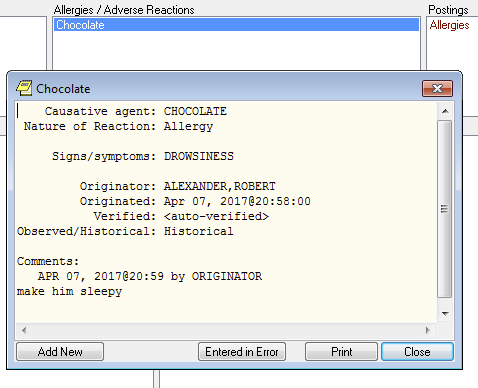 Allergies / Adverse Reactions
Postings
Chocolate
Allergies
Chocolate
Causative agent: CHOCOLATE
Nature of Reaction: Allergy
Signs/symptoms: DROWSINESS
Originator: ALEXANDER,ROBERT
Originated: Apr 07, 2017@20:58:00
Verified: <auto-verified>
Observed/Historical: Historical
Comments:
APR 07, 2017@20:59 by ORIGINATOR
make him sleepy
Add New
Entered in Error
Print
Close